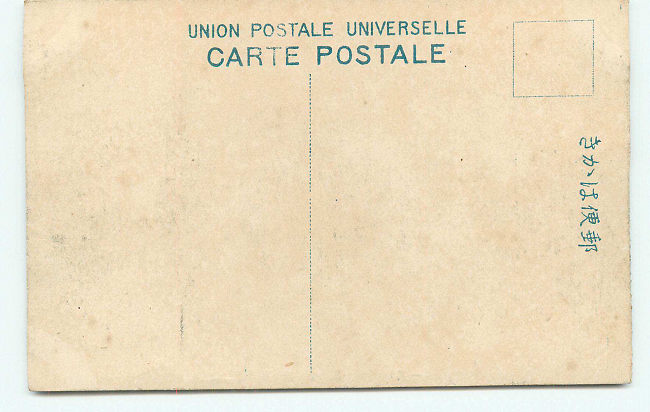 UNION POSTALE UNIVERSELLE
CARTE POSTALE
郵便はかき